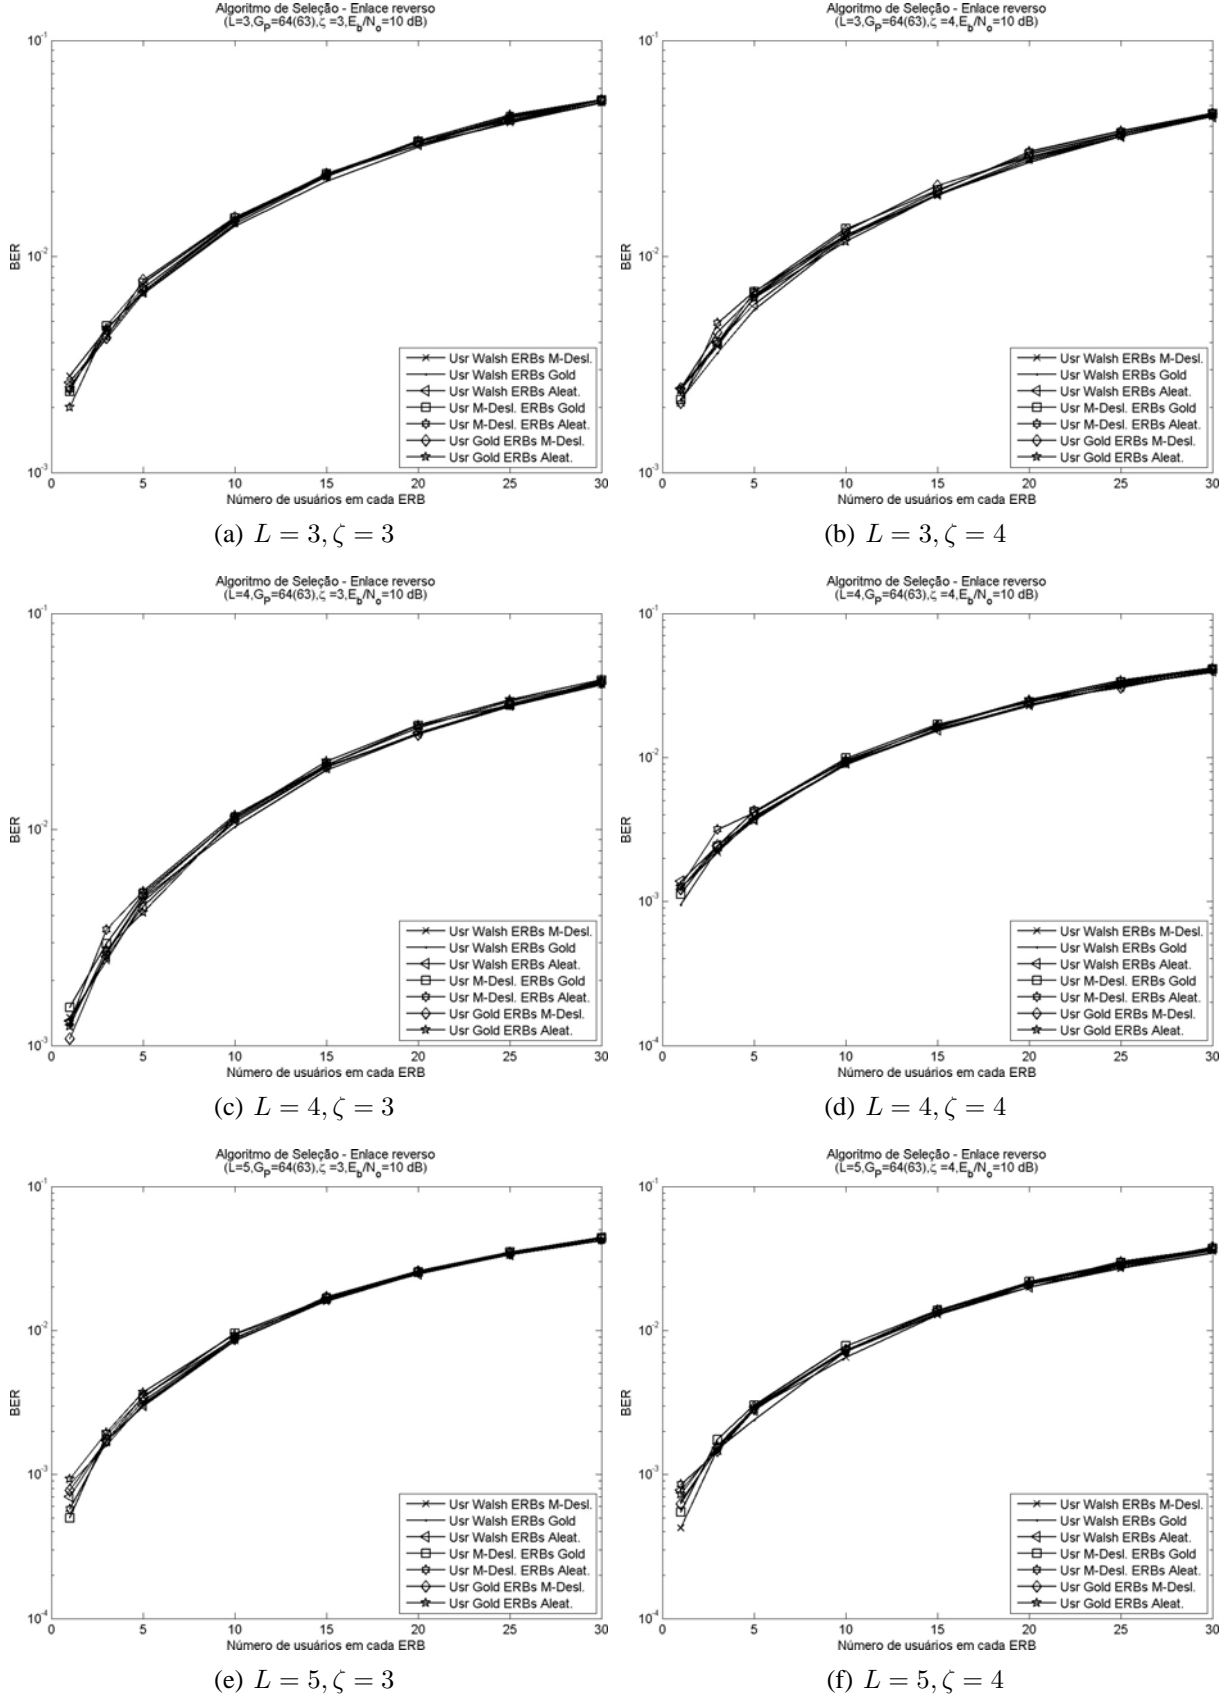 Algoritmo de Seleção - Enlace reverso
(L=3,G_P=64(63),ζ =3,E_b/N_o=10 dB)
10^-1
10^-2
10^-3
BER
0 5 10 15 20 25 30
Número de usuários em cada ERB
Usr Walsh ERBs M-Desl.
Usr Walsh ERBs Gold
Usr Walsh ERBs Aleat.
Usr M-Desl. ERBs Gold
Usr M-Desl. ERBs Aleat.
Usr Gold ERBs M-Desl.
Usr Gold ERBs Aleat.
(a) L = 3, ζ = 3
Algoritmo de Seleção - Enlace reverso
(L=3,G_P=64(63),ζ =4,E_b/N_o=10 dB)
10^-1
10^-2
10^-3
BER
0 5 10 15 20 25 30
Número de usuários em cada ERB
Usr Walsh ERBs M-Desl.
Usr Walsh ERBs Gold
Usr Walsh ERBs Aleat.
Usr M-Desl. ERBs Gold
Usr M-Desl. ERBs Aleat.
Usr Gold ERBs M-Desl.
Usr Gold ERBs Aleat.
(b) L = 3, ζ = 4
Algoritmo de Seleção - Enlace reverso
(L=4,G_P=64(63),ζ =3,E_b/N_o=10 dB)
10^-1
10^-2
10^-3
BER
0 5 10 15 20 25 30
Número de usuários em cada ERB
Usr Walsh ERBs M-Desl.
Usr Walsh ERBs Gold
Usr Walsh ERBs Aleat.
Usr M-Desl. ERBs Gold
Usr M-Desl. ERBs Aleat.
Usr Gold ERBs M-Desl.
Usr Gold ERBs Aleat.
(c) L = 4, ζ = 3
Algoritmo de Seleção - Enlace reverso
(L=4,G_P=64(63),ζ =4,E_b/N_o=10 dB)
10^-1
10^-2
10^-3
10^-4
BER
0 5 10 15 20 25 30
Número de usuários em cada ERB
Usr Walsh ERBs M-Desl.
Usr Walsh ERBs Gold
Usr Walsh ERBs Aleat.
Usr M-Desl. ERBs Gold
Usr M-Desl. ERBs Aleat.
Usr Gold ERBs M-Desl.
Usr Gold ERBs Aleat.
(d) L = 4, ζ = 4
Algoritmo de Seleção - Enlace reverso
(L=5,G_P=64(63),ζ =3,E_b/N_o=10 dB)
10^-1
10^-2
10^-3
10^-4
BER
0 5 10 15 20 25 30
Número de usuários em cada ERB
Usr Walsh ERBs M-Desl.
Usr Walsh ERBs Gold
Usr Walsh ERBs Aleat.
Usr M-Desl. ERBs Gold
Usr M-Desl. ERBs Aleat.
Usr Gold ERBs M-Desl.
Usr Gold ERBs Aleat.
(e) L = 5, ζ = 3
Algoritmo de Seleção - Enlace reverso
(L=5,G_P=64(63),ζ =4,E_b/N_o=10 dB)
10^-1
10^-2
10^-3
10^-4
BER
0 5 10 15 20 25 30
Número de usuários em cada ERB
Usr Walsh ERBs M-Desl.
Usr Walsh ERBs Gold
Usr Walsh ERBs Aleat.
Usr M-Desl. ERBs Gold
Usr M-Desl. ERBs Aleat.
Usr Gold ERBs M-Desl.
Usr Gold ERBs Aleat.
(f) L = 5, ζ = 4